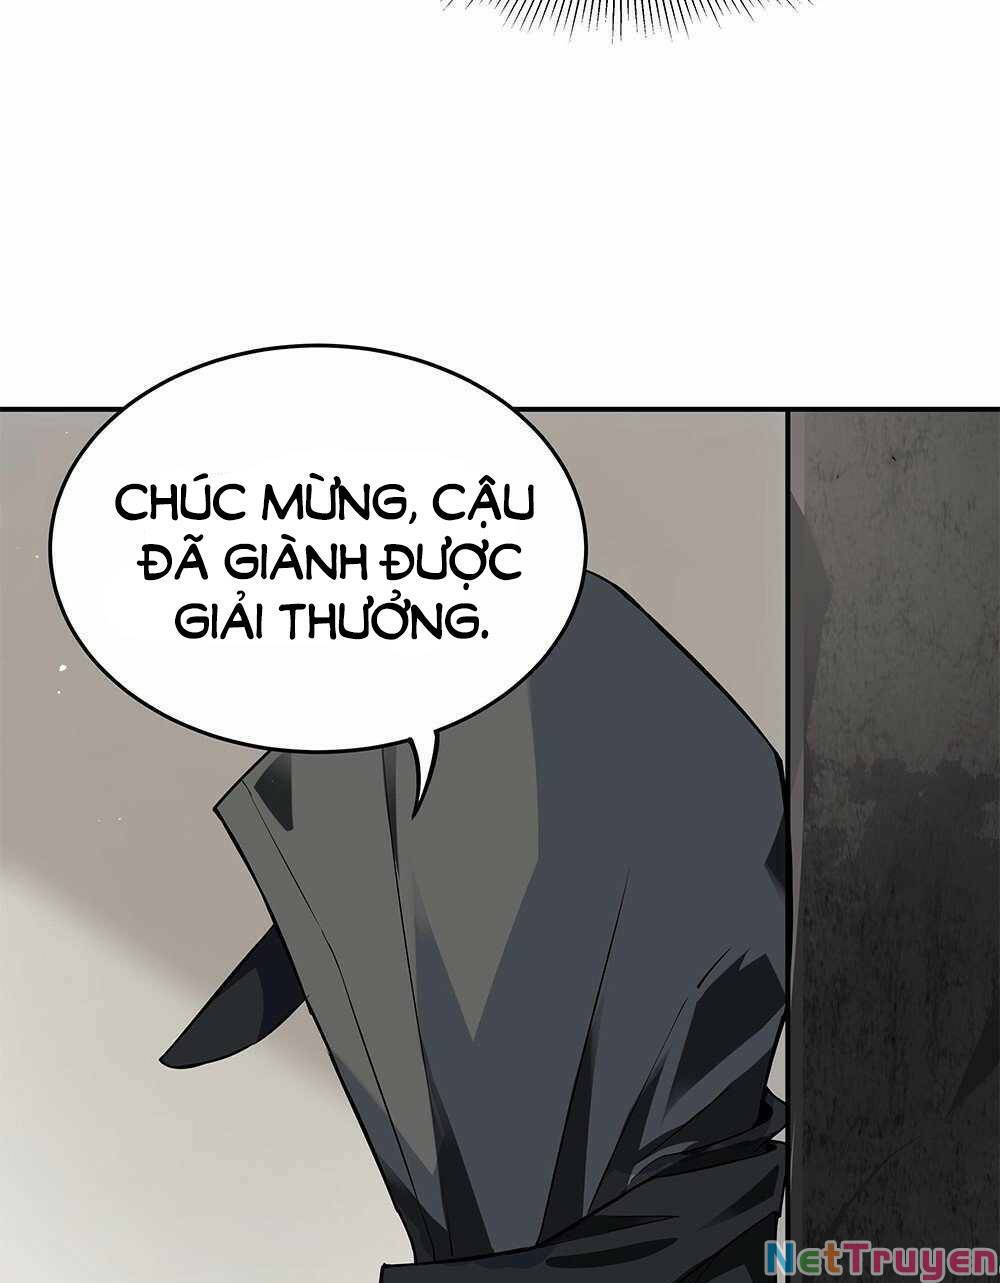 CHÚC MỪNG, CẬU
ĐÃ GIÀNH ĐƯỢC
GIẢI THƯỞNG.
NetTruyen